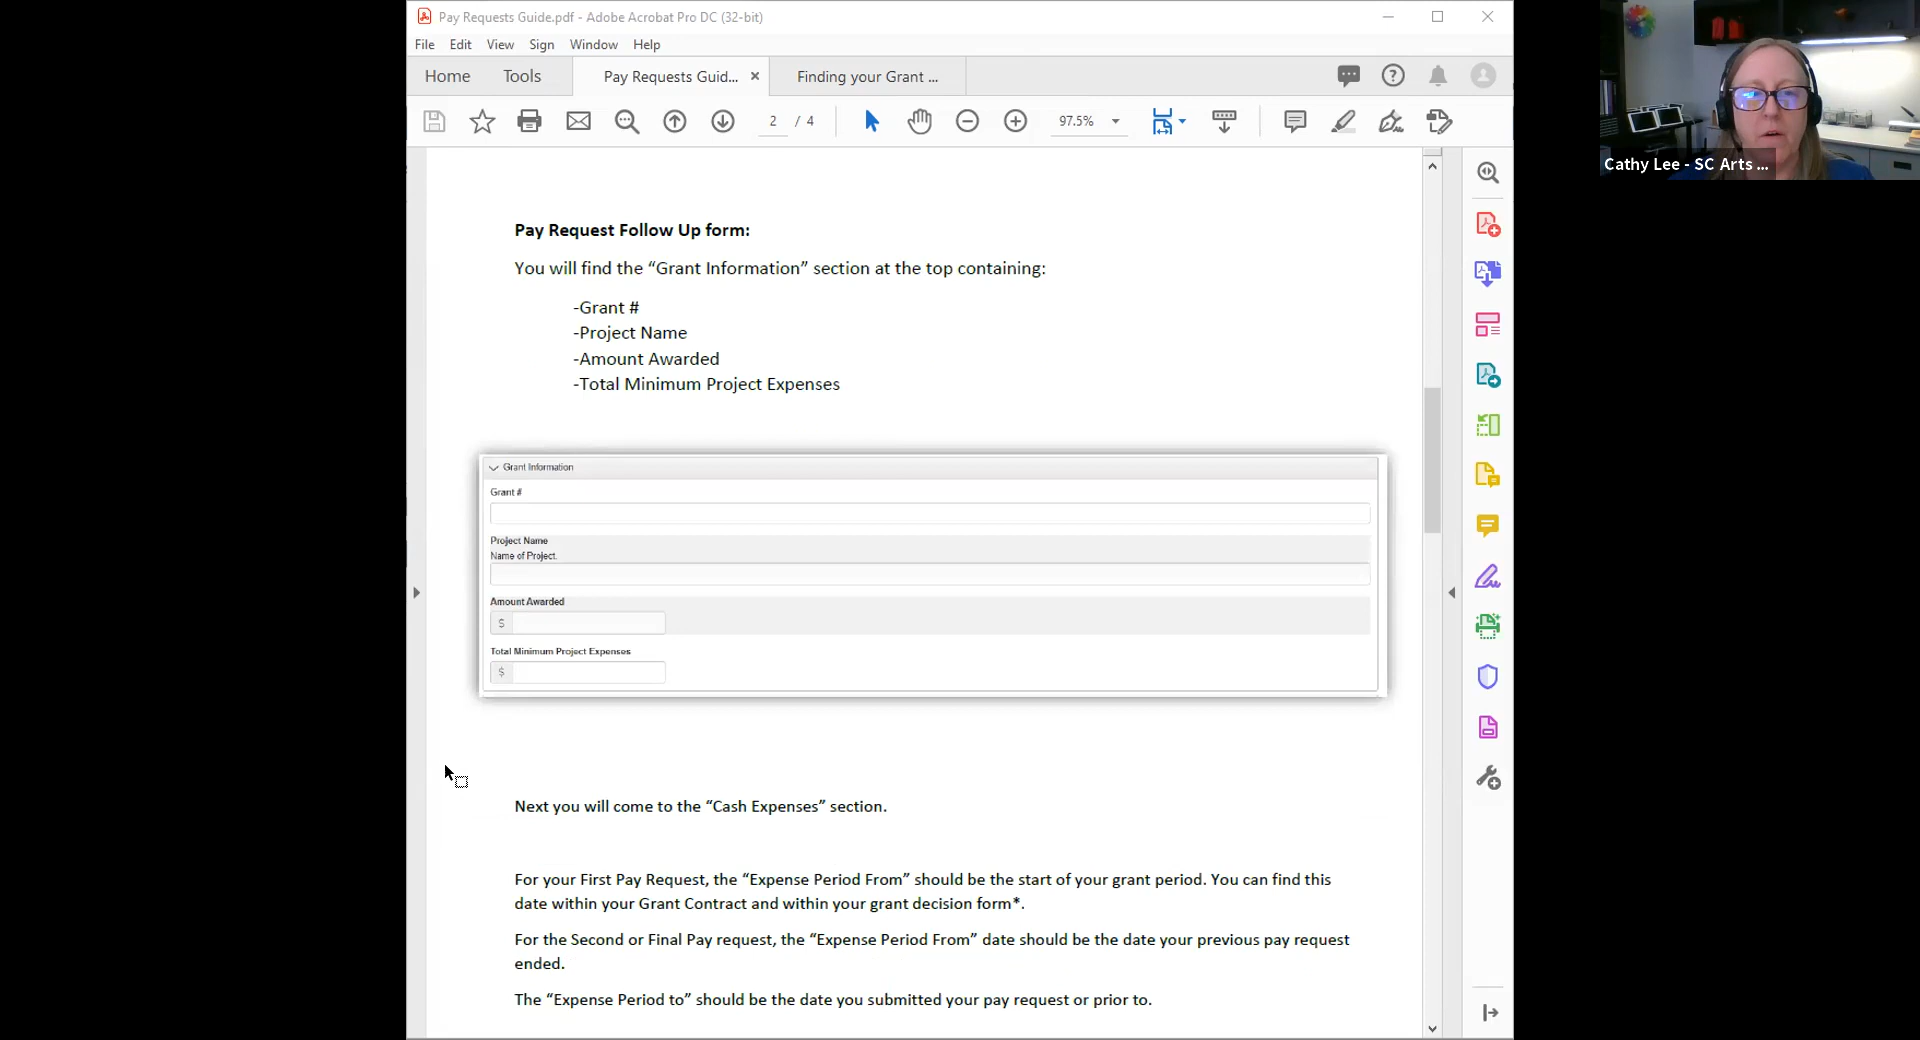 Pay Requests Guide.pdf - Adobe Acrobat Pro DC (32-bit)
File Edit View Sign Window Help
Home Tools Pay Requests Guid... × Finding your Grant ...
2 / 4 97.5%
Pay Request Follow Up form:
You will find the “Grant Information” section at the top containing:
-Grant #
-Project Name
-Amount Awarded
-Total Minimum Project Expenses
Grant Information
Grant #
Project Name
Name of Project.
Amount Awarded
$
Total Minimum Project Expenses
$
Next you will come to the “Cash Expenses” section.
For your First Pay Request, the “Expense Period From” should be the start of your grant period. You can find this
date within your Grant Contract and within your grant decision form*.
For the Second or Final Pay request, the “Expense Period From” date should be the date your previous pay request
ended.
The “Expense Period to” should be the date you submitted your pay request or prior to.
Cathy Lee - SC Arts ...